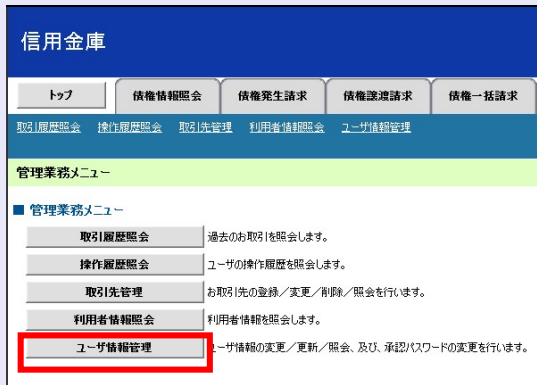 信用金庫
トップ 債権情報照会 債権発生請求 債権譲渡請求 債権一括請求
取引履歴照会 操作履歴照会 取引先管理 利用者情報照会 ユーザ情報管理
管理業務メニュー
■ 管理業務メニュー
取引履歴照会 過去のお取引を照会します。
操作履歴照会 ユーザの操作履歴を照会します。
取引先管理 お取引先の登録／変更／削除／照会を行います。
利用者情報照会 利用者情報を照会します。
ユーザ情報管理 ユーザ情報の変更／更新／照会、及び、承認パスワードの変更を行います。